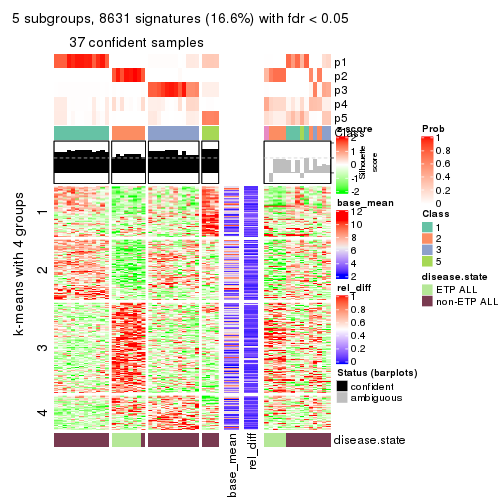 5 subgroups, 8631 signatures (16.6%) with fdr < 0.05
37 confident samples
p1
p2
p3
p4
p5
Class
z-score
2
1
0
-1
-2
Silhouette
score
base_mean
12
10
8
6
4
2
rel_diff
1
0.8
0.6
0.4
0.2
0
Status (barplots)
confident
ambiguous
Prob
1
0.8
0.6
0.4
0.2
0
Class
1
2
3
5
disease.state
ETP ALL
non-ETP ALL
k-means with 4 groups
1
2
3
4
base_mean
rel_diff
disease.state